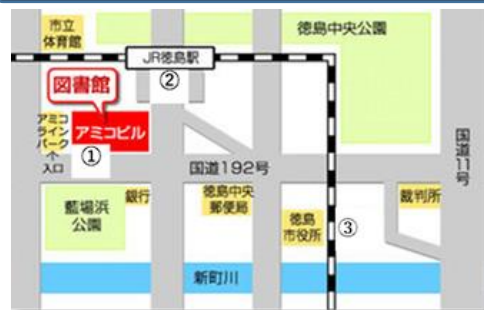 市立
体育館
徳島中央公園
JR徳島駅
②
図書館
アミコ
ライン
パーク
↑
入口
アミコビル
①
国道192号
国道11号
藍場浜
公園
銀行
徳島中央
郵便局
徳島
市役所
③
裁判所
新町川